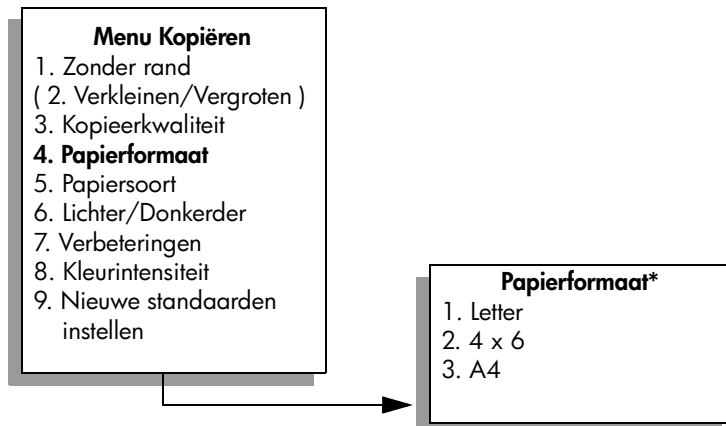 Menu Kopiëren
1. Zonder rand
( 2. Verkleinen/Vergroten )
3. Kopieerkwaliteit
4. Papierformaat
5. Papiersoort
6. Lichter/Donkerder
7. Verbeteringen
8. Kleurintensiteit
9. Nieuwe standaarden
instellen
Papierformaat*
1. Letter
2. 4 x 6
3. A4